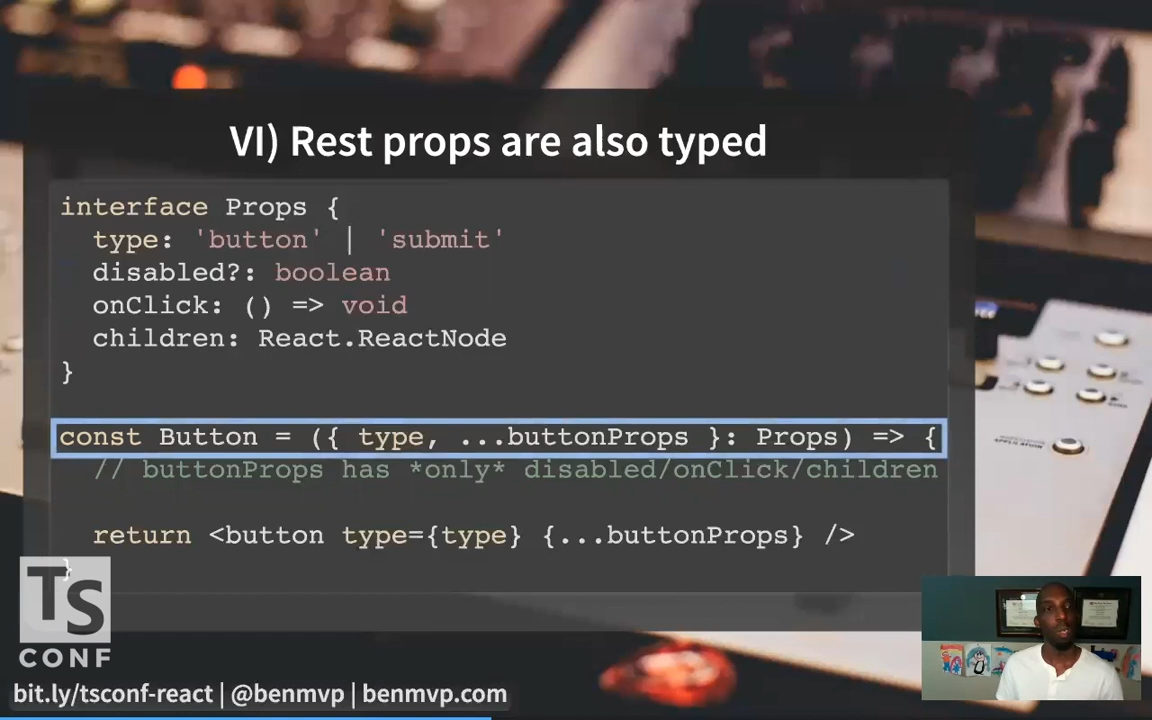 VI) Rest props are also typed
interface Props {
type: 'button' | 'submit'
disabled?: boolean
onClick: () => void
children: React.ReactNode
}
const Button = ({ type, ...buttonProps }: Props) => {
// buttonProps has *only* disabled/onClick/children
return <button type={type} {...buttonProps} />
}
TS
CONF
bit.ly/tsconf-react | @benmvp | benmvp.com